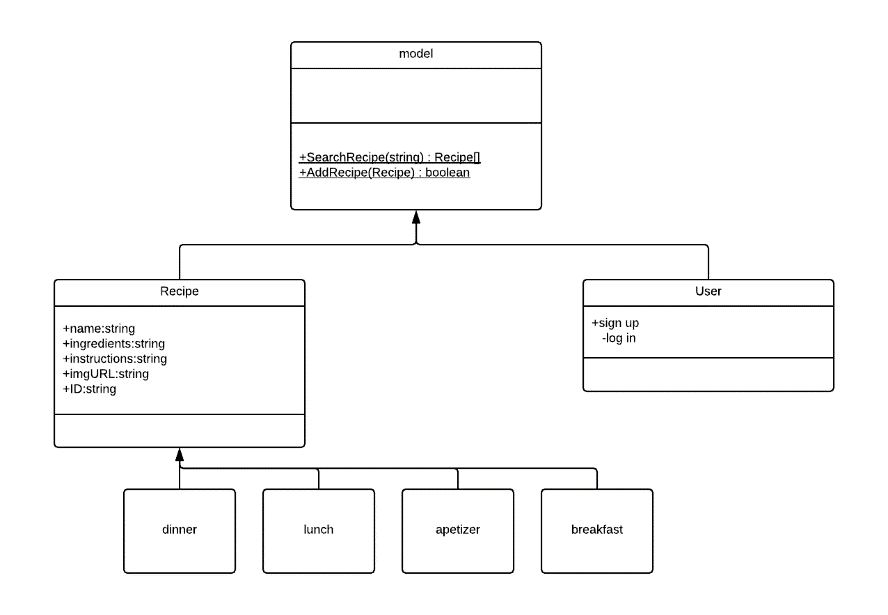 model
+SearchRecipe(string) : Recipe[]
+AddRecipe(Recipe) : boolean
Recipe
+name:string
+ingredients:string
+instructions:string
+imgURL:string
+ID:string
User
+sign up
-log in
dinner
lunch
apetizer
breakfast